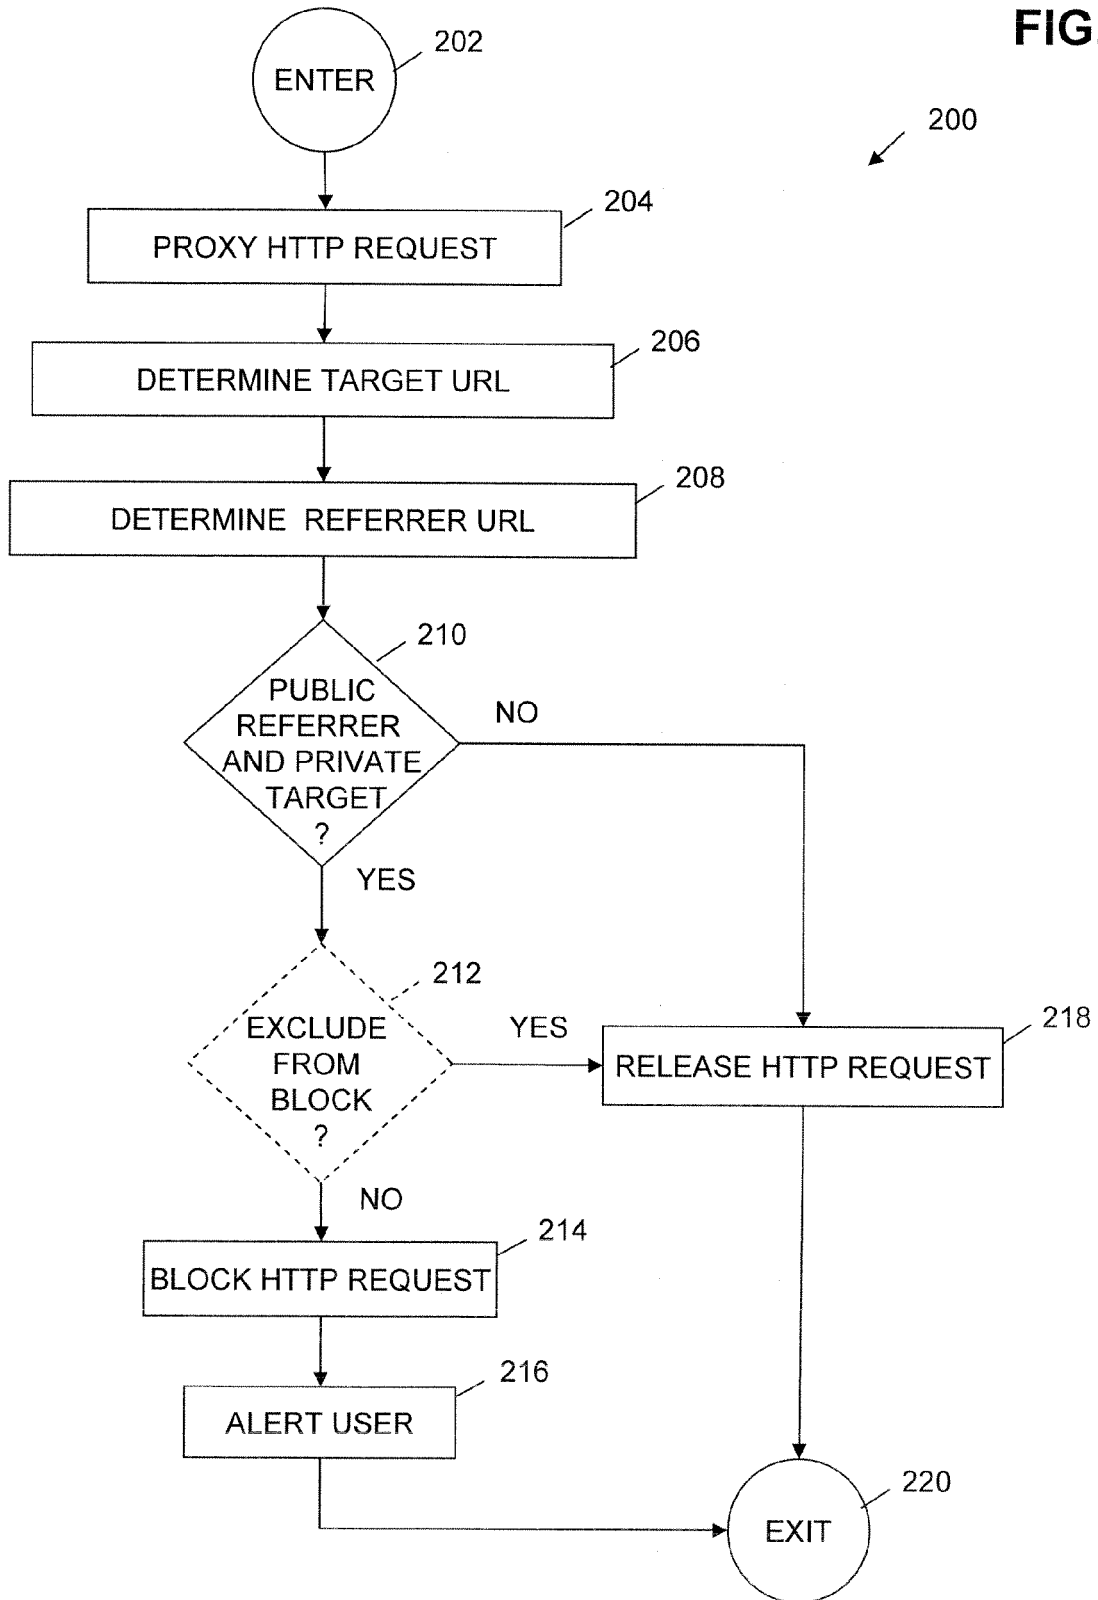 FIG.
202
ENTER
200
204
PROXY HTTP REQUEST
206
DETERMINE TARGET URL
208
DETERMINE REFERRER URL
210
PUBLIC
REFERRER
AND PRIVATE
TARGET
?
NO
YES
212
EXCLUDE
FROM
BLOCK
?
YES
218
RELEASE HTTP REQUEST
NO
214
BLOCK HTTP REQUEST
216
ALERT USER
220
EXIT